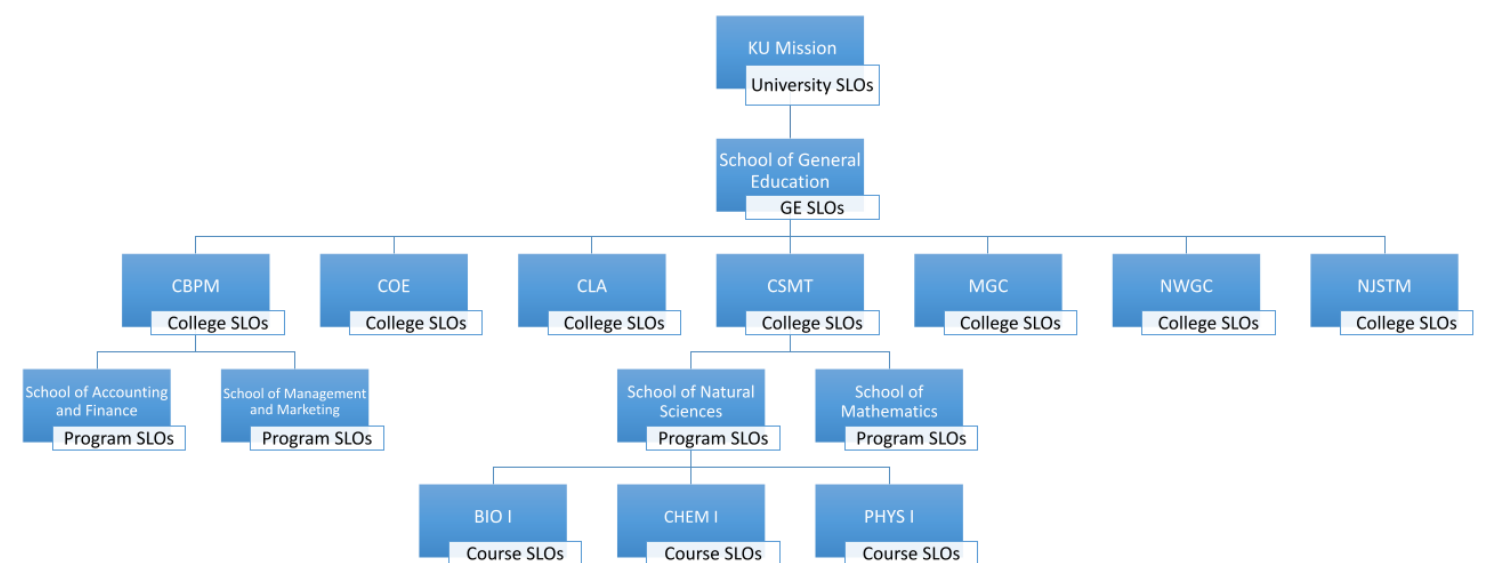 KU Mission
University SLOs
School of General
Education
GE SLOs
CBPM
College SLOs
COE
College SLOs
CLA
College SLOs
CSMT
College SLOs
MGC
College SLOs
NWGC
College SLOs
NJSTM
College SLOs
School of Accounting
and Finance
Program SLOs
School of Management
and Marketing
Program SLOs
School of Natural
Sciences
Program SLOs
School of
Mathematics
Program SLOs
BIO I
Course SLOs
CHEM I
Course SLOs
PHYS I
Course SLOs